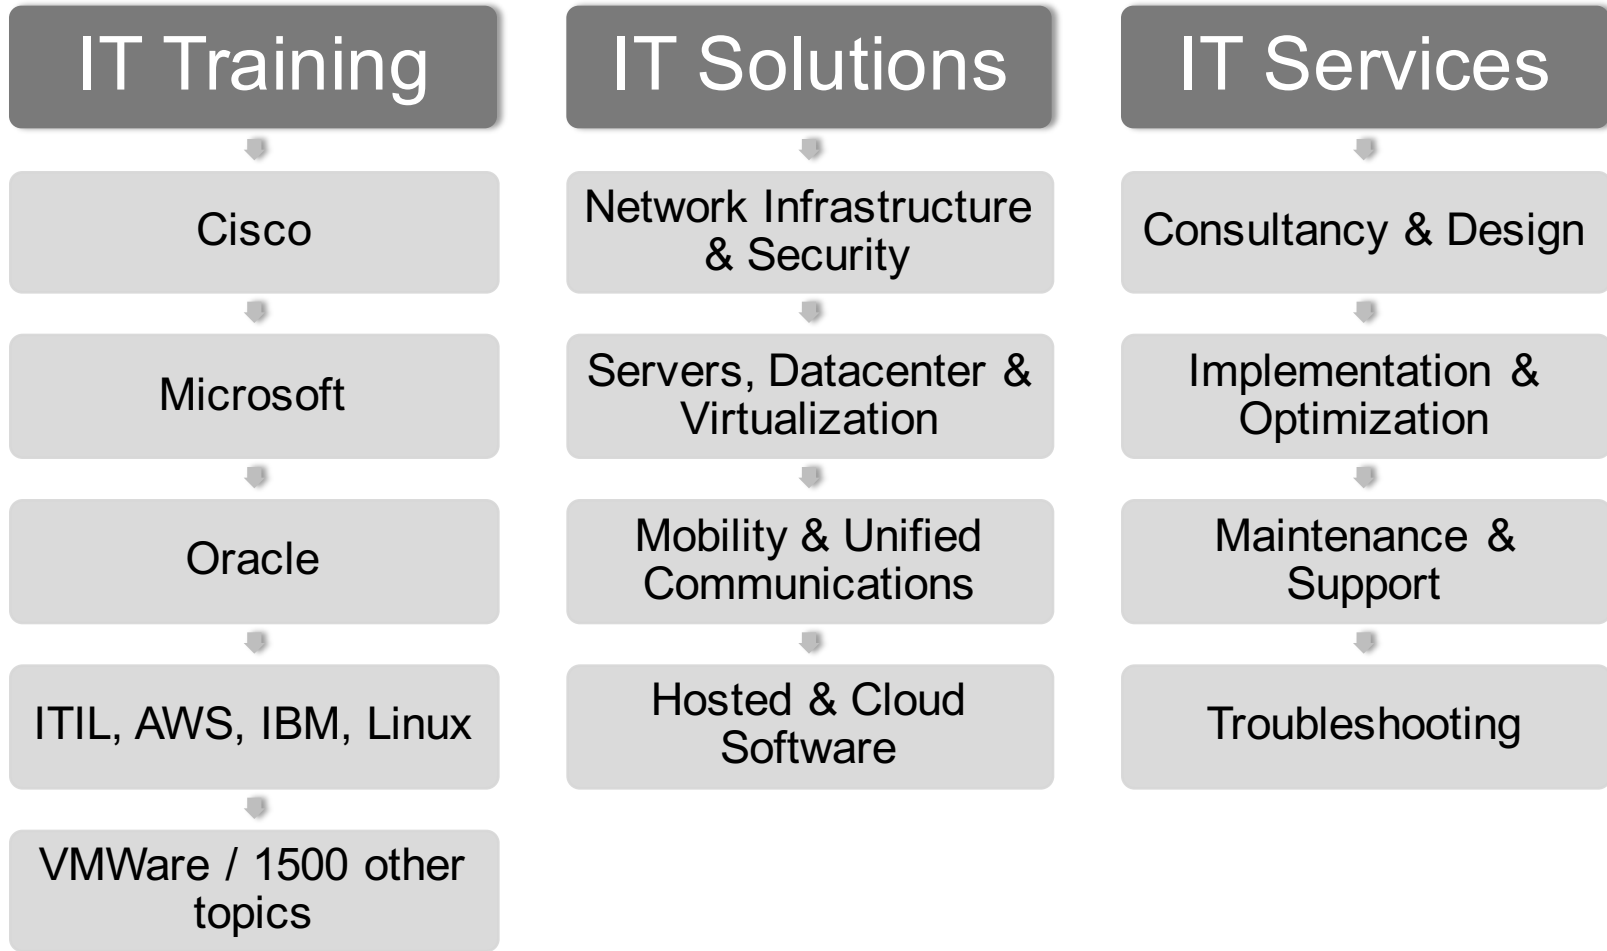 IT Training
Cisco
Microsoft
Oracle
ITIL, AWS, IBM, Linux
VMWare / 1500 other
topics
IT Solutions
Network Infrastructure
& Security
Servers, Datacenter &
Virtualization
Mobility & Unified
Communications
Hosted & Cloud
Software
IT Services
Consultancy & Design
Implementation &
Optimization
Maintenance &
Support
Troubleshooting